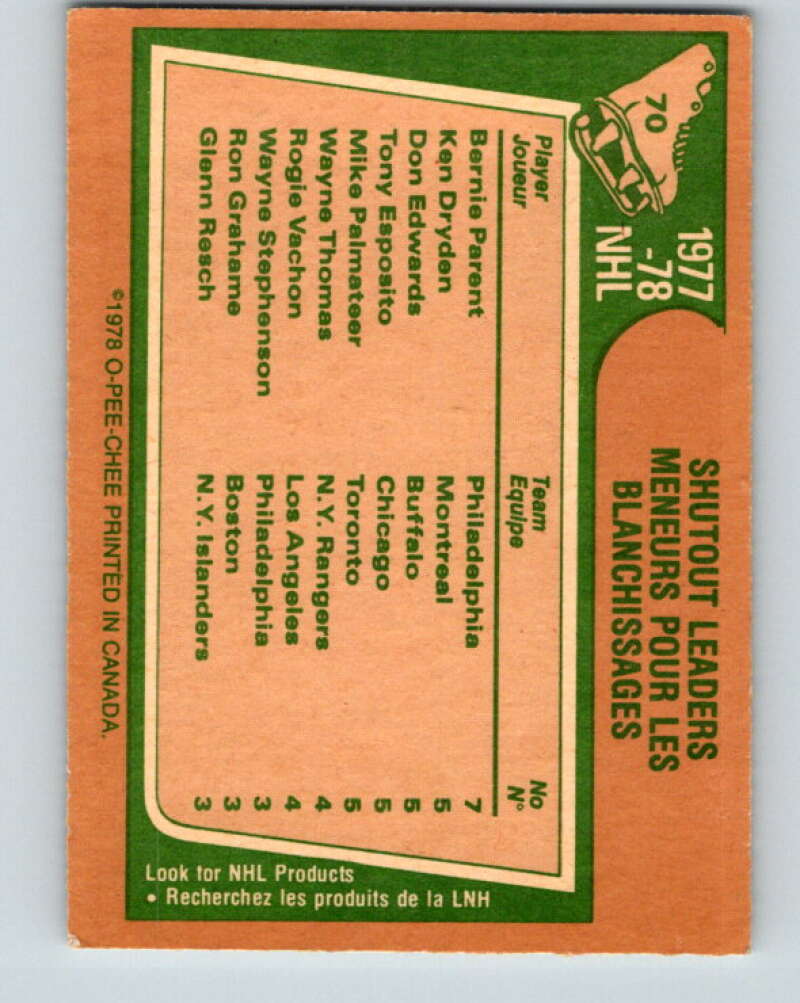 70
1977
-78
NHL
SHUTOUT LEADERS
MENEURS POUR LES
BLANCHISSAGES
Player Team No
Joueur Equipe N°
Bernie Parent Philadelphia 7
Ken Dryden Montreal 5
Don Edwards Buffalo 5
Tony Esposito Chicago 5
Mike Palmateer Toronto 5
Wayne Thomas N.Y. Rangers 4
Rogie Vachon Los Angeles 4
Wayne Stephenson Philadelphia 3
Ron Grahame Boston 3
Glenn Resch N.Y. Islanders 3
©1978 O-PEE-CHEE PRINTED IN CANADA.
Look for NHL Products
• Recherchez les produits de la LNH